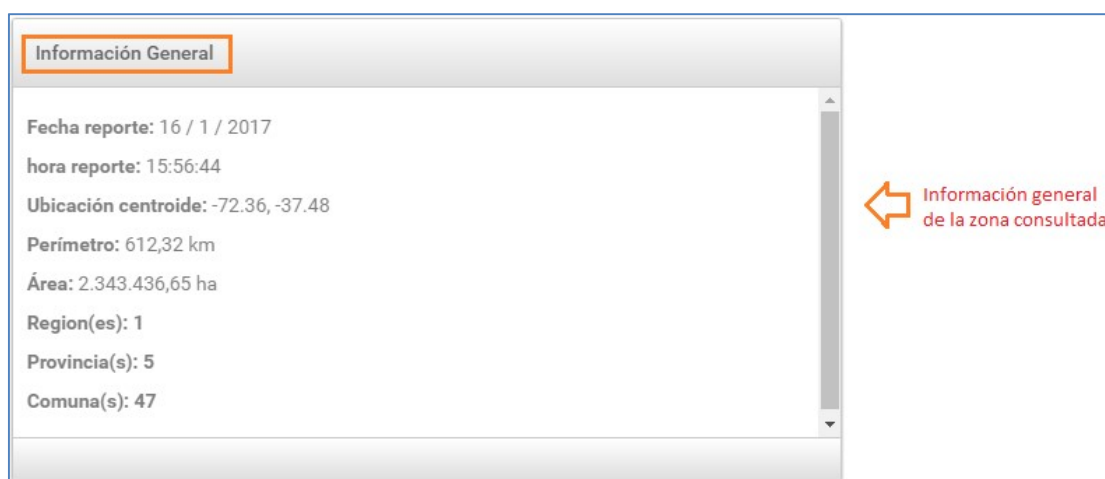 Información General
Fecha reporte: 16 / 1 / 2017
hora reporte: 15:56:44
Ubicación centroide: -72.36, -37.48
Perímetro: 612,32 km
Área: 2.343.436,65 ha
Region(es): 1
Provincia(s): 5
Comuna(s): 47
Información general
de la zona consultada